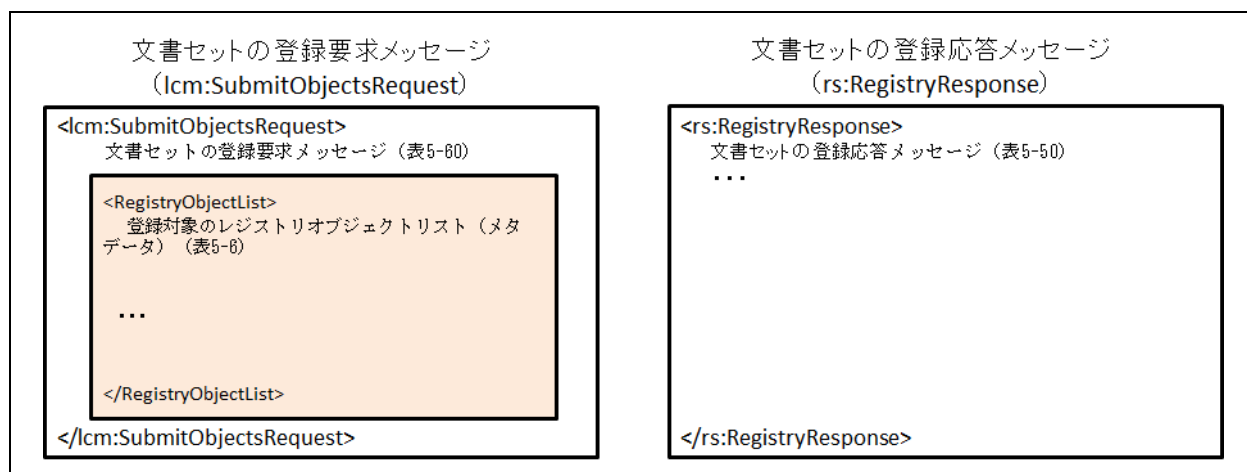 文書セットの登録要求メッセージ
（lcm:SubmitObjectsRequest）
<lcm:SubmitObjectsRequest>
文書セットの登録要求メッセージ（表5-60）
<RegistryObjectList>
登録対象のレジストリオブジェクトリスト（メタ
データ）（表5-6）
...
</RegistryObjectList>
</lcm:SubmitObjectsRequest>
文書セットの登録応答メッセージ
（rs:RegistryResponse）
<rs:RegistryResponse>
文書セットの登録応答メッセージ（表5-50）
・・・
</rs:RegistryResponse>